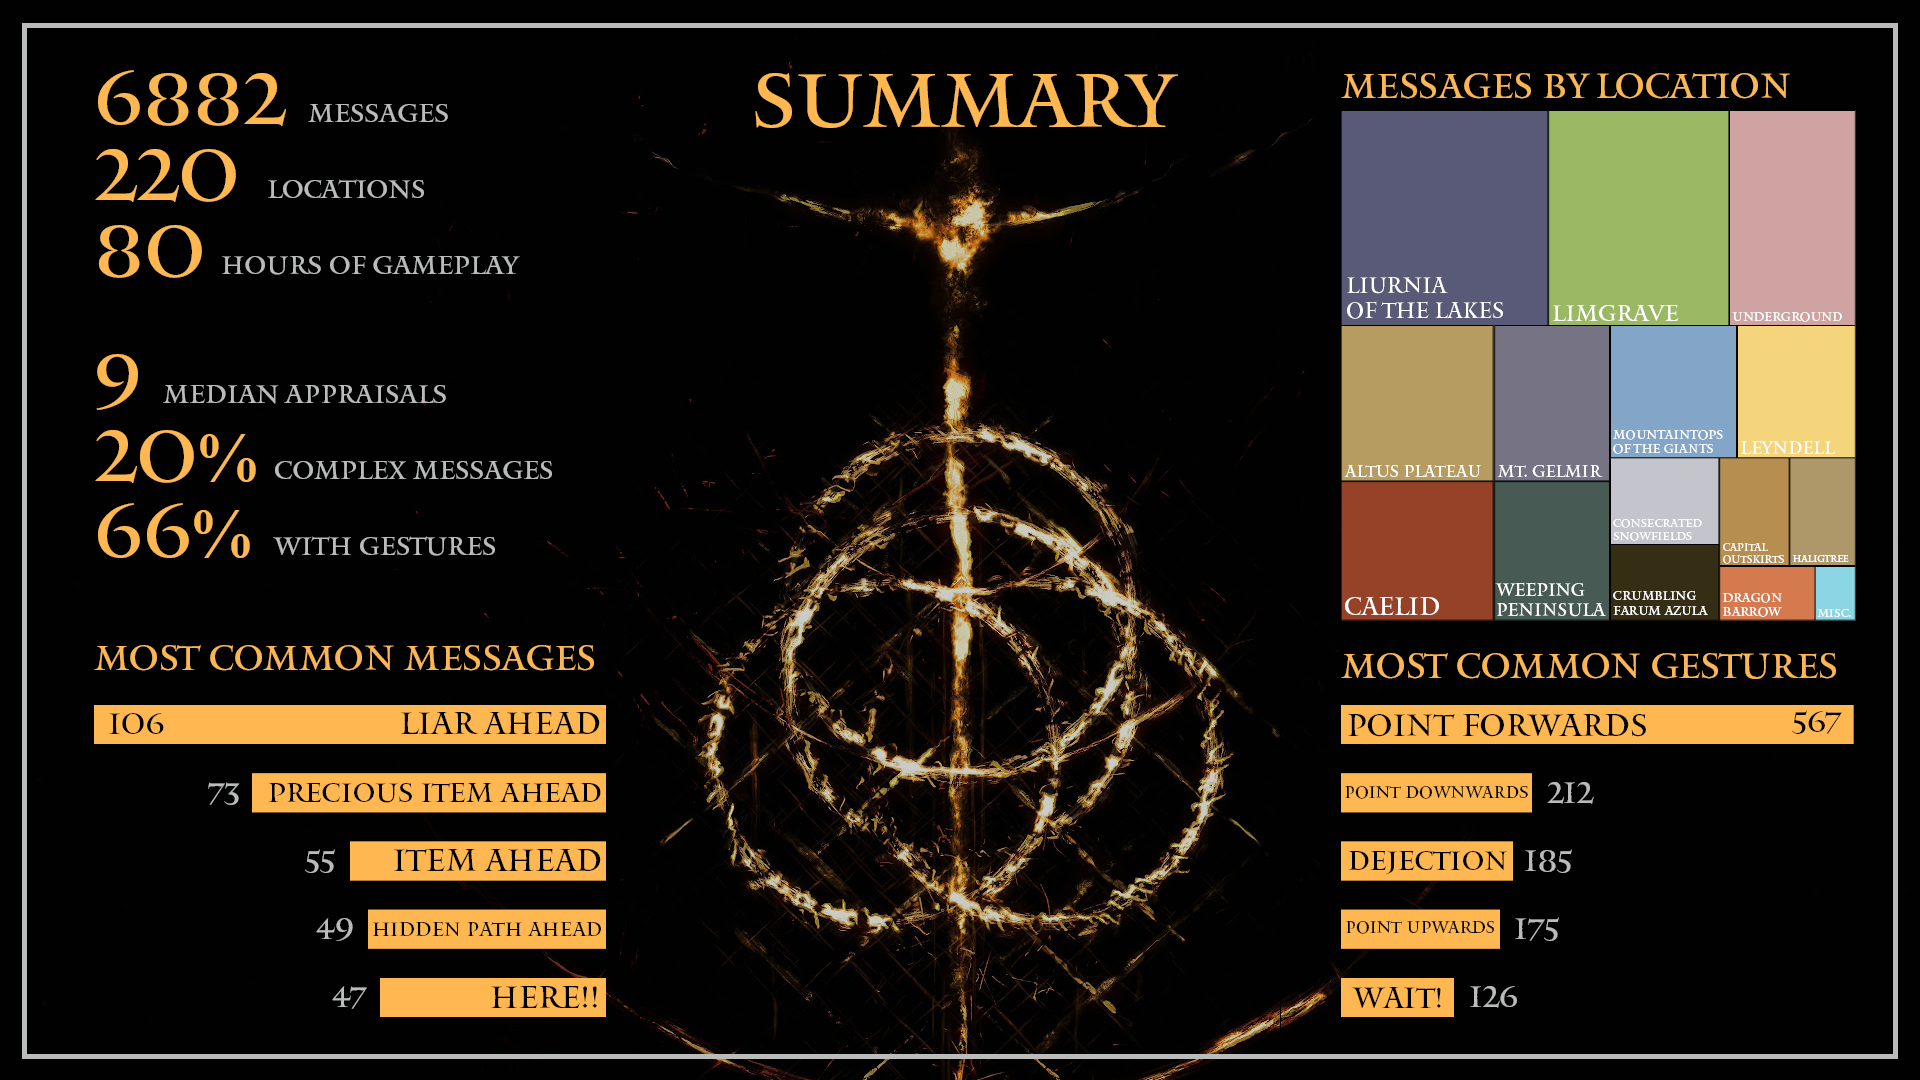 SUMMARY
6882 MESSAGES
220 LOCATIONS
80 HOURS OF GAMEPLAY
9 MEDIAN APPRAISALS
20% COMPLEX MESSAGES
66% WITH GESTURES
MOST COMMON MESSAGES
106 LIAR AHEAD
73 PRECIOUS ITEM AHEAD
55 ITEM AHEAD
49 HIDDEN PATH AHEAD
47 HERE!!
MESSAGES BY LOCATION
LIURNIA
OF THE LAKES
LIMGRAVE
UNDERGROUND
ALTUS PLATEAU
MT. GELMIR
MOUNTAINTOPS
OF THE GIANTS
LEYNDELL
CAELID
WEEPING
PENINSULA
CONSECRATED
SNOWFIELDS
CAPITAL
OUTSKIRTS
HALIGTREE
CRUMBLING
FARUM AZULA
DRAGON
BARROW
MISC.
MOST COMMON GESTURES
POINT FORWARDS 567
POINT DOWNWARDS 212
DEJECTION 185
POINT UPWARDS 175
WAIT! 126